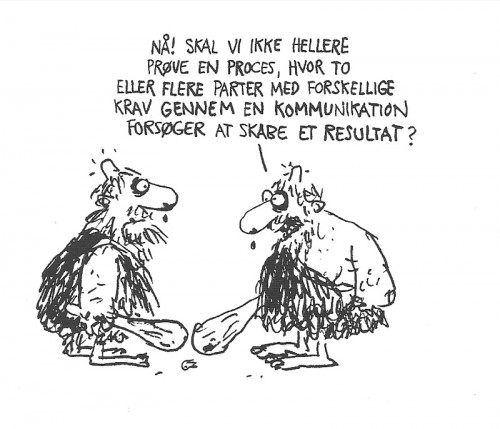 NÅ! SKAL VI IKKE HELLERE
PRØVE EN PROCES, HVOR TO
ELLER FLERE PARTER MED FORSKELLIGE
KRAV GENNEM EN KOMMUNIKATION
FORSØGER AT SKABE ET RESULTAT?